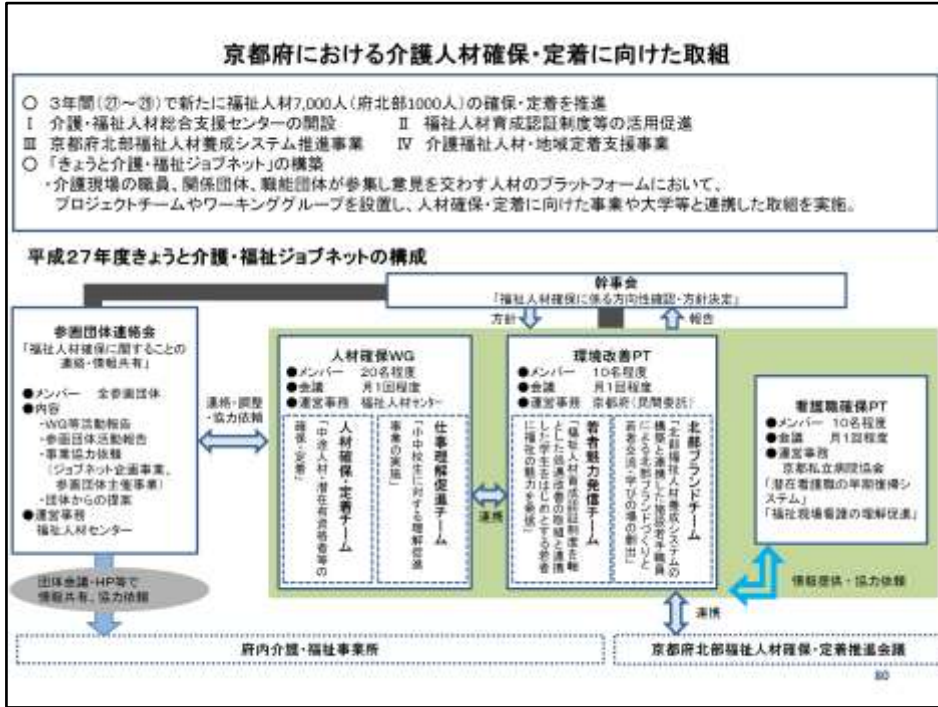 京都府における介護人材確保・定着に向けた取組
○ 3年間(㉗~㉙)で新たに福祉人材7,000人(府北部1000人)の確保・定着を推進
Ⅰ 介護・福祉人材総合支援センターの開設 Ⅱ 福祉人材育成認証制度等の活用促進
Ⅲ 京都府北部福祉人材養成システム推進事業 Ⅳ 介護福祉人材・地域定着支援事業
○ 「きょうと介護・福祉ジョブネット」の構築
・介護現場の職員、関係団体、職能団体が参集し意見を交わす人材のプラットフォームにおいて、
プロジェクトチームやワーキンググループを設置し、人材確保・定着に向けた事業や大学等と連携した取組を実施。
平成27年度きょうと介護・福祉ジョブネットの構成
幹事会
「福祉人材確保に係る方向性確認・方針決定」
方針
報告
参画団体連絡会
「福祉人材確保に関することの
連絡・情報共有」
●メンバー 全参画団体
●内容
・WG等活動報告
・参画団体活動報告
・事業協力依頼
(ジョブネット企画事業、
参画団体主催事業)
・団体からの提案
●運営事務
福祉人材センター
連絡・調整
・協力依頼
人材確保WG
●メンバー 20名程度
●会議 月1回程度
●運営事務 福祉人材センター
仕事理解促進チーム
「小中校生に対する理解促進
事業の実施」
人材確保・定着チーム
「中途人材・潜在有資格者等の
確保・定着」
連携
環境改善PT
●メンバー 10名程度
●会議 月1回程度
●運営事務 京都府(民間委託)
北部ブランドチーム
「北部福祉人材養成システムの
構築と連携した施設若手職員
による北部ブランドづくりと
若者交流・学びの場の創出」
若者魅力発信チーム
「福祉人材育成認証制度を軸
とした処遇改善の取組と連携
した学生をはじめとする若者
に福祉の魅力を発信」
看護職確保PT
●メンバー 10名程度
●会議 月1回程度
●運営事務
京都私立病院協会
「潜在看護職の早期復帰シ
ステム」
「福祉現場看護の理解促進」
情報提供・協力依頼
団体会議・HP等で
情報共有、協力依頼
連携
府内介護・福祉事業所
京都府北部福祉人材確保・定着推進会議
80